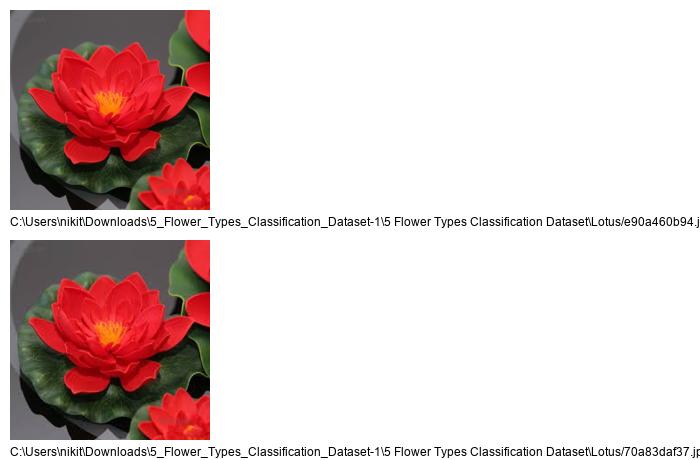 C:\Users\nikit\Downloads\5_Flower_Types_Classification_Dataset-1\5 Flower Types Classification Dataset\Lotus/e90a460b94.j
C:\Users\nikit\Downloads\5_Flower_Types_Classification_Dataset-1\5 Flower Types Classification Dataset\Lotus/70a83daf37.jp